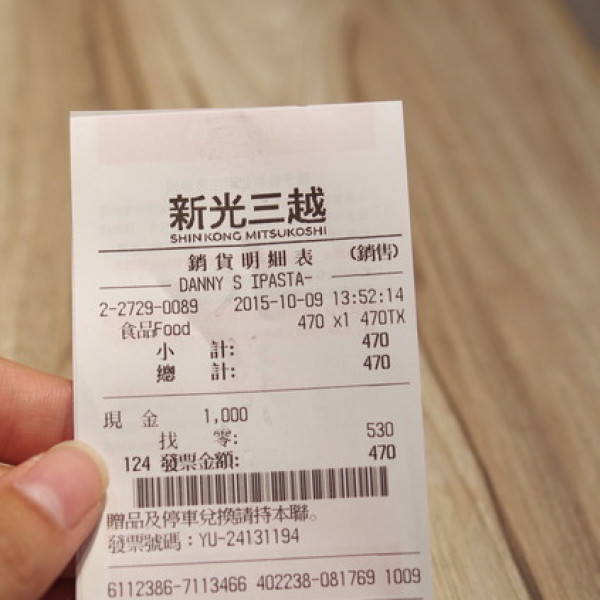 新光三越
SHIN KONG MITSUKOSHI
銷貨明細表 (銷售)
DANNY S IPASTA-
2-2729-0089 2015-10-09 13:52:14
食品Food 470 x1 470TX
小 計: 470
總 計: 470
現 金 1,000
找 零: 530
124 發票金額: 470
贈品及停車兌換請持本聯。
發票號碼：YU-24131194
6112386-7113466 402238-081769 1009